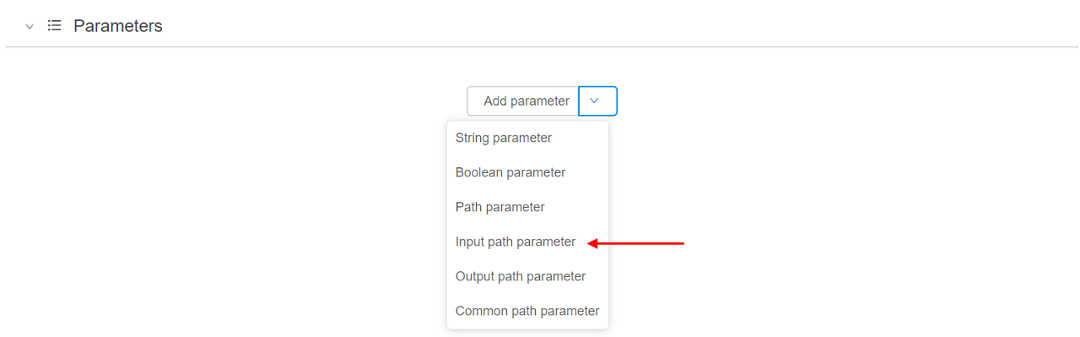 Parameters
Add parameter
String parameter
Boolean parameter
Path parameter
Input path parameter
Output path parameter
Common path parameter